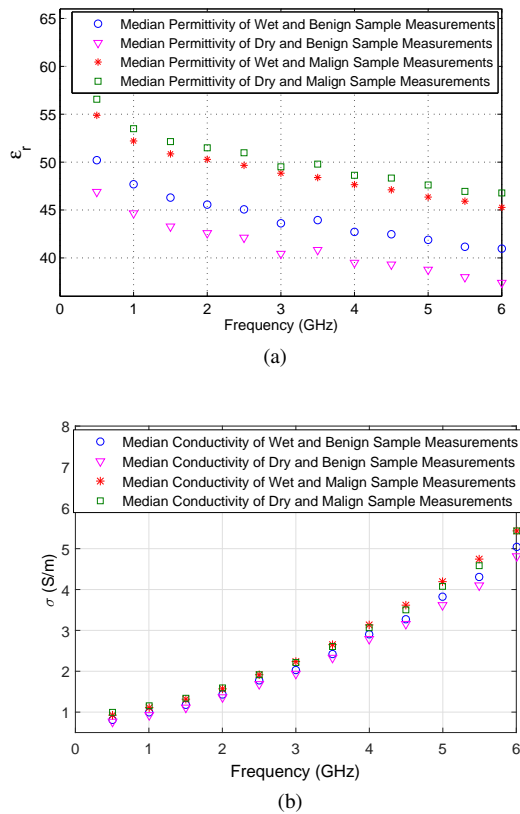 65
60
55
50
45
40
ε_r
Median Permittivity of Wet and Benign Sample Measurements
Median Permittivity of Dry and Benign Sample Measurements
Median Permittivity of Wet and Malign Sample Measurements
Median Permittivity of Dry and Malign Sample Measurements
0 1 2 3 4 5 6
Frequency (GHz)
(a)
8
7
6
5
4
3
2
1
σ (S/m)
Median Conductivity of Wet and Benign Sample Measurements
Median Conductivity of Dry and Benign Sample Measurements
Median Conductivity of Wet and Malign Sample Measurements
Median Conductivity of Dry and Malign Sample Measurements
0 1 2 3 4 5 6
Frequency (GHz)
(b)